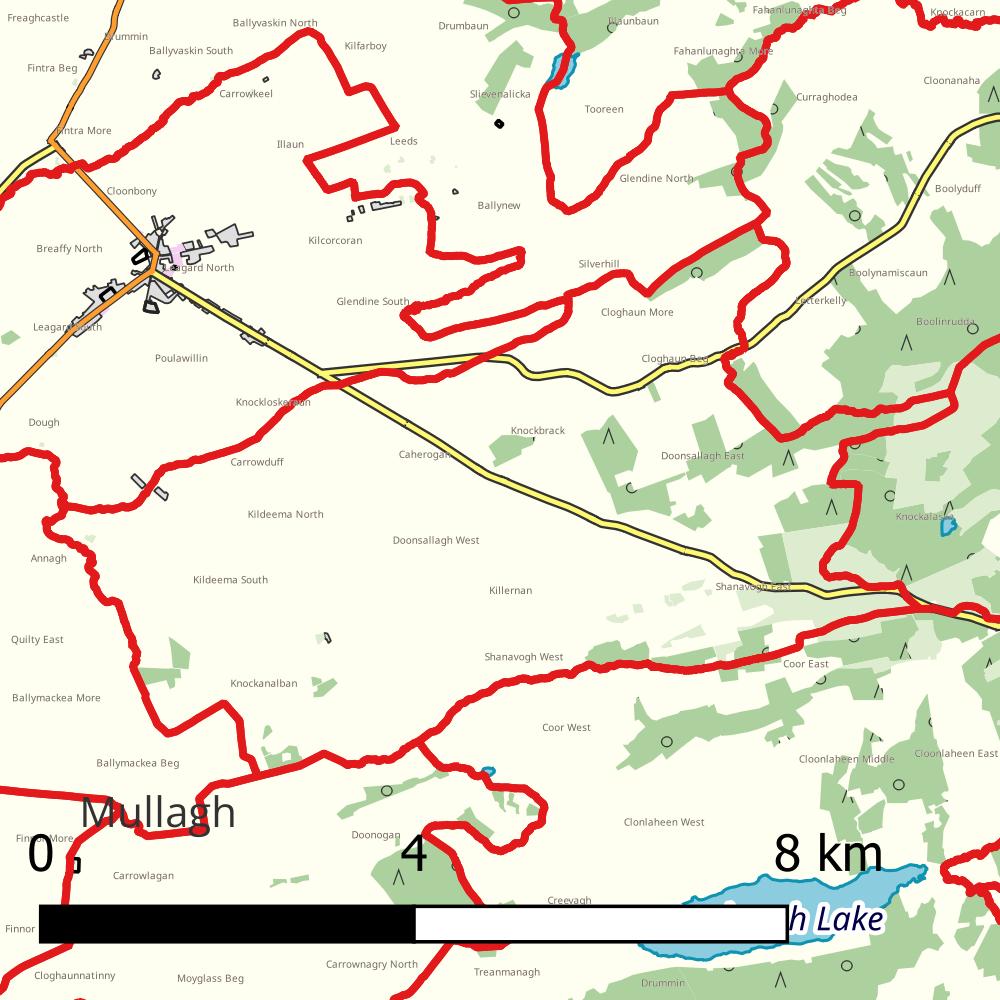 Freaghcastle
Ballyvaskin North
Drumbaun
Illaunbaun
Fahanlunaghta Beg
Knockacarn
Drummin
Ballyvaskin South
Kilfarboy
Fahanlunaghta More
Fintra Beg
Cloonanaha
Carrowkeel
Slievenalicka
Tooreen
Curraghodea
Fintra More
Illaun
Leeds
Glendine North
Cloonbony
Ballynew
Boolyduff
Breaffy North
Kilcorcoran
Leagard North
Silverhill
Boolynamiscaun
Glendine South
Cloghaun More
Letterkelly
Leagard South
Boolinrudda
Poulawillin
Cloghaun Beg
Knockloskeraun
Dough
Knockbrack
Carrowduff
Caherogan
Doonsallagh East
Kildeema North
Knockalassa
Doonsallagh West
Annagh
Kildeema South
Killernan
Shanavogh East
Quilty East
Shanavogh West
Coor East
Knockanalban
Ballymackea More
Coor West
Ballymackea Beg
Cloonlaheen Middle
Cloonlaheen East
Mullagh
Finnor More
Doonogan
Clonlaheen West
0 4 8 km
Carrowlagan
Creevagh
h Lake
Finnor
Cloghaunnatinny
Moyglass Beg
Carrownagry North
Treanmanagh
Drummin